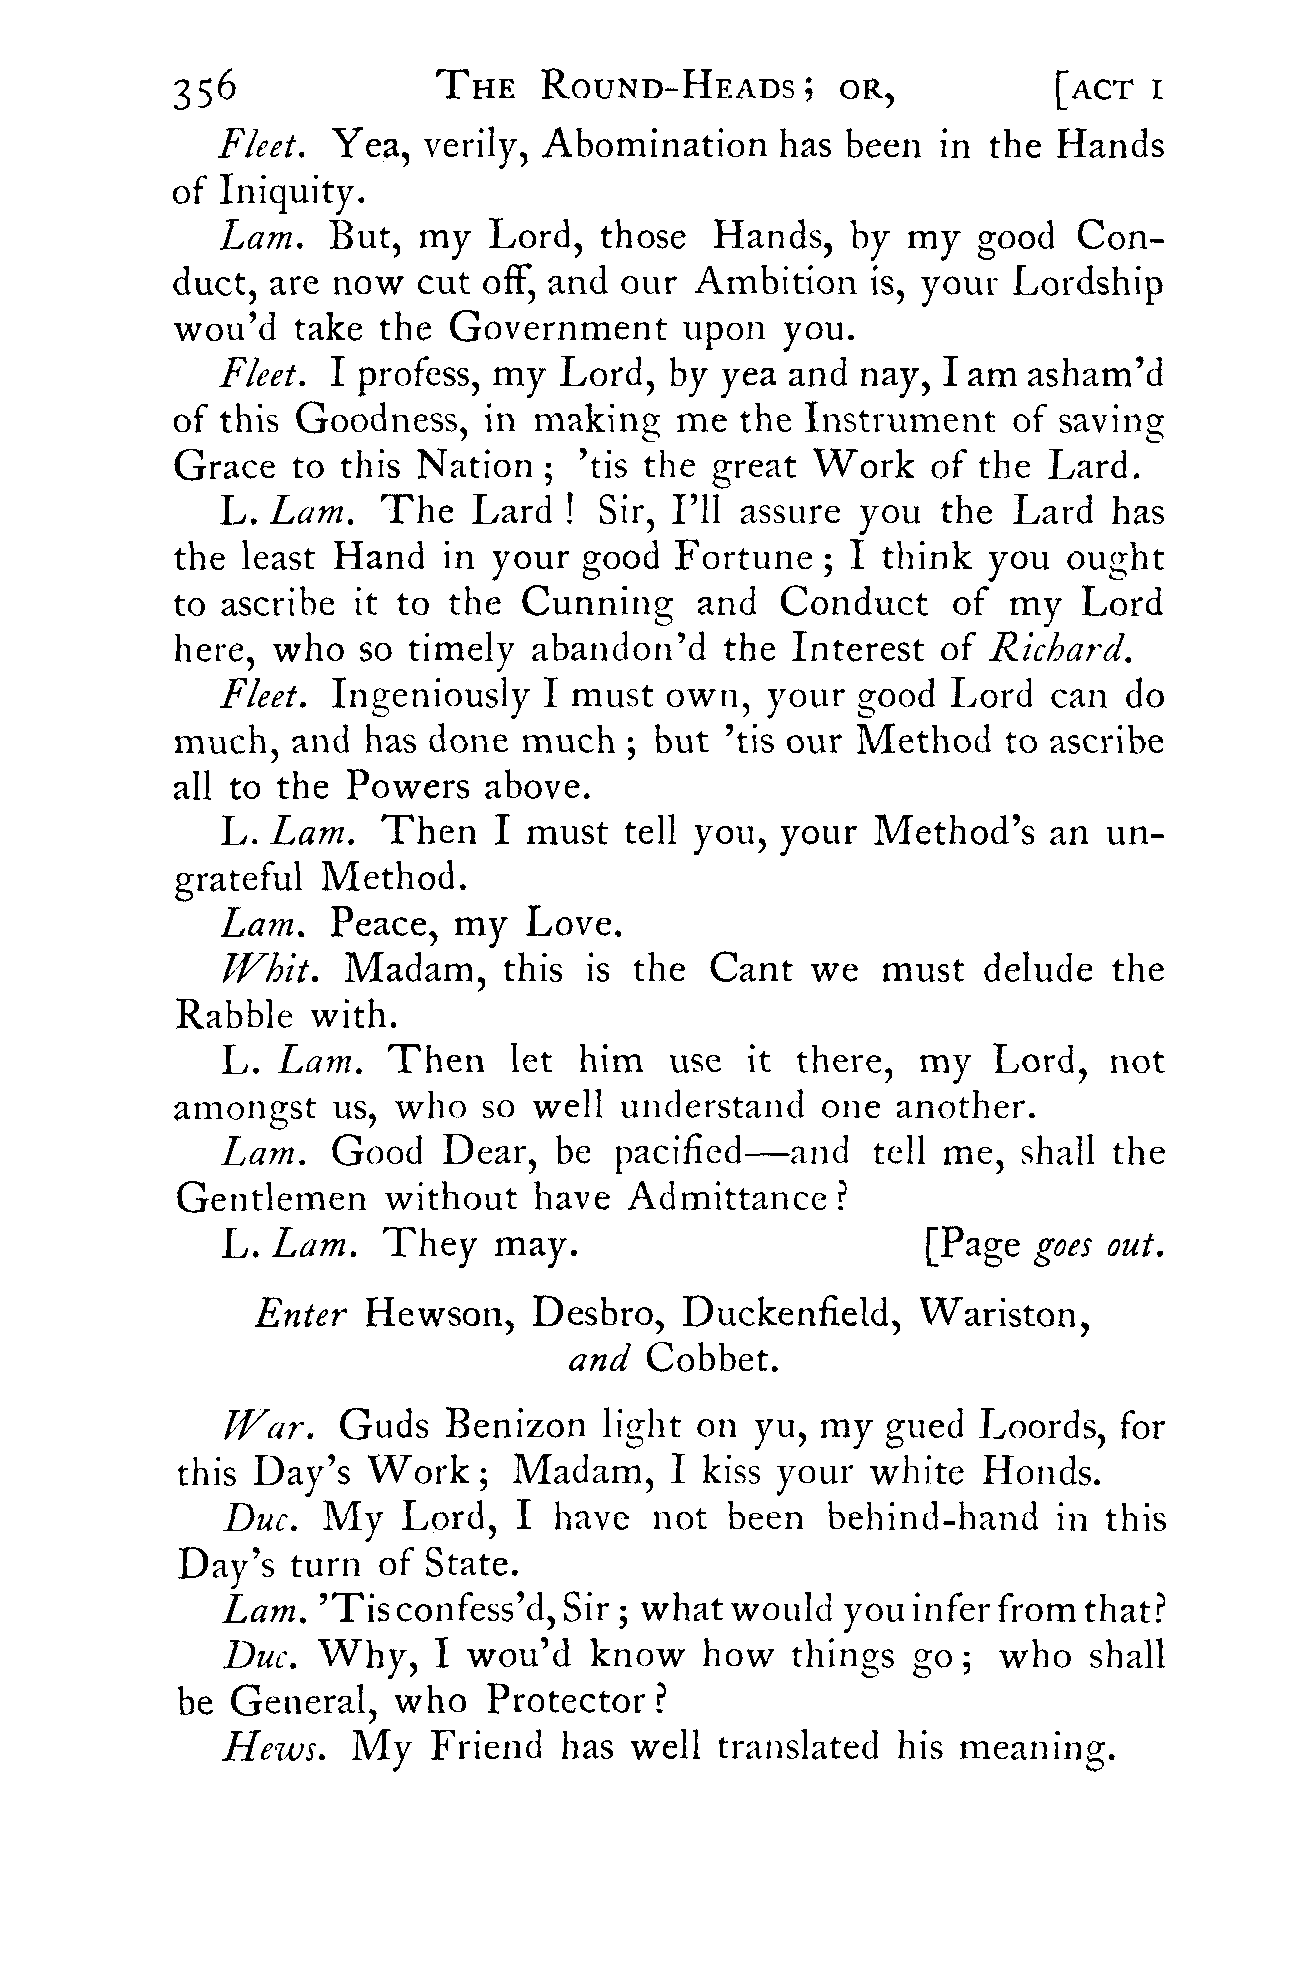 356 The Round-Heads; or, [act 1
Fleet. Yea, verily, Abomination has been in the Hands
of Iniquity.
Lam. But, my Lord, those Hands, by my good Con-
duct, are now cut off, and our Ambition is, your Lordship
wou'd take the Government upon you.
Fleet. I profess, my Lord, by yea and nay, I am asham'd
of this Goodness, in making me the Instrument of saving
Grace to this Nation; 'tis the great Work of the Lard.
L. Lam. The Lard! Sir, I'll assure you the Lard has
the least Hand in your good Fortune; I think you ought
to ascribe it to the Cunning and Conduct of my Lord
here, who so timely abandon'd the Interest of Richard.
Fleet. Ingeniously I must own, your good Lord can do
much, and has done much; but 'tis our Method to ascribe
all to the Powers above.
L. Lam. Then I must tell you, your Method's an un-
grateful Method.
Lam. Peace, my Love.
Whit. Madam, this is the Cant we must delude the
Rabble with.
L. Lam. Then let him use it there, my Lord, not
amongst us, who so well understand one another.
Lam. Good Dear, be pacified—and tell me, shall the
Gentlemen without have Admittance?
L. Lam. They may. [Page goes out.
Enter Hewson, Desbro, Duckenfield, Wariston,
and Cobbet.
War. Guds Benizon light on yu, my gued Loords, for
this Day's Work; Madam, I kiss your white Honds.
Duc. My Lord, I have not been behind-hand in this
Day's turn of State.
Lam. 'Tis confess'd, Sir; what would you infer from that?
Duc. Why, I wou'd know how things go; who shall
be General, who Protector?
Hews. My Friend has well translated his meaning.